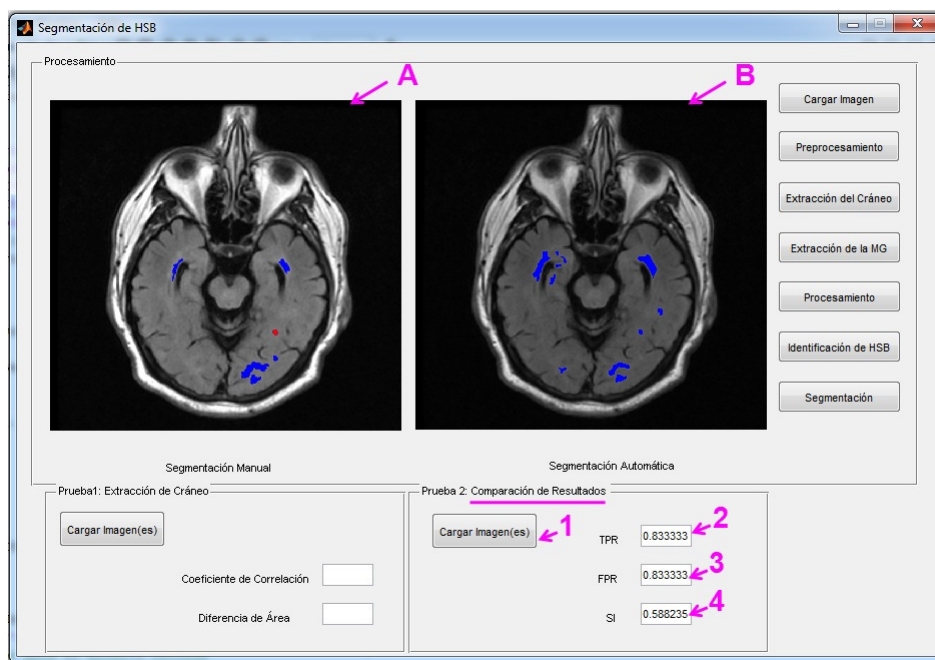 Segmentación de HSB
Procesamiento
A
B
Cargar Imagen
Preprocesamiento
Extracción del Cráneo
Extracción de la MG
Procesamiento
Identificación de HSB
Segmentación
Segmentación Manual
Segmentación Automática
Prueba1: Extracción de Cráneo
Cargar Imagen(es)
Coeficiente de Correlación
Diferencia de Área
Prueba 2: Comparación de Resultados
Cargar Imagen(es)
1
TPR
0.833333
2
FPR
0.833333
3
SI
0.588235
4